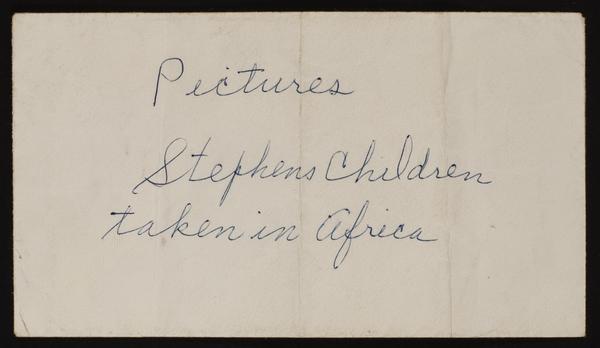 Pictures
Stephens Children
taken in Africa